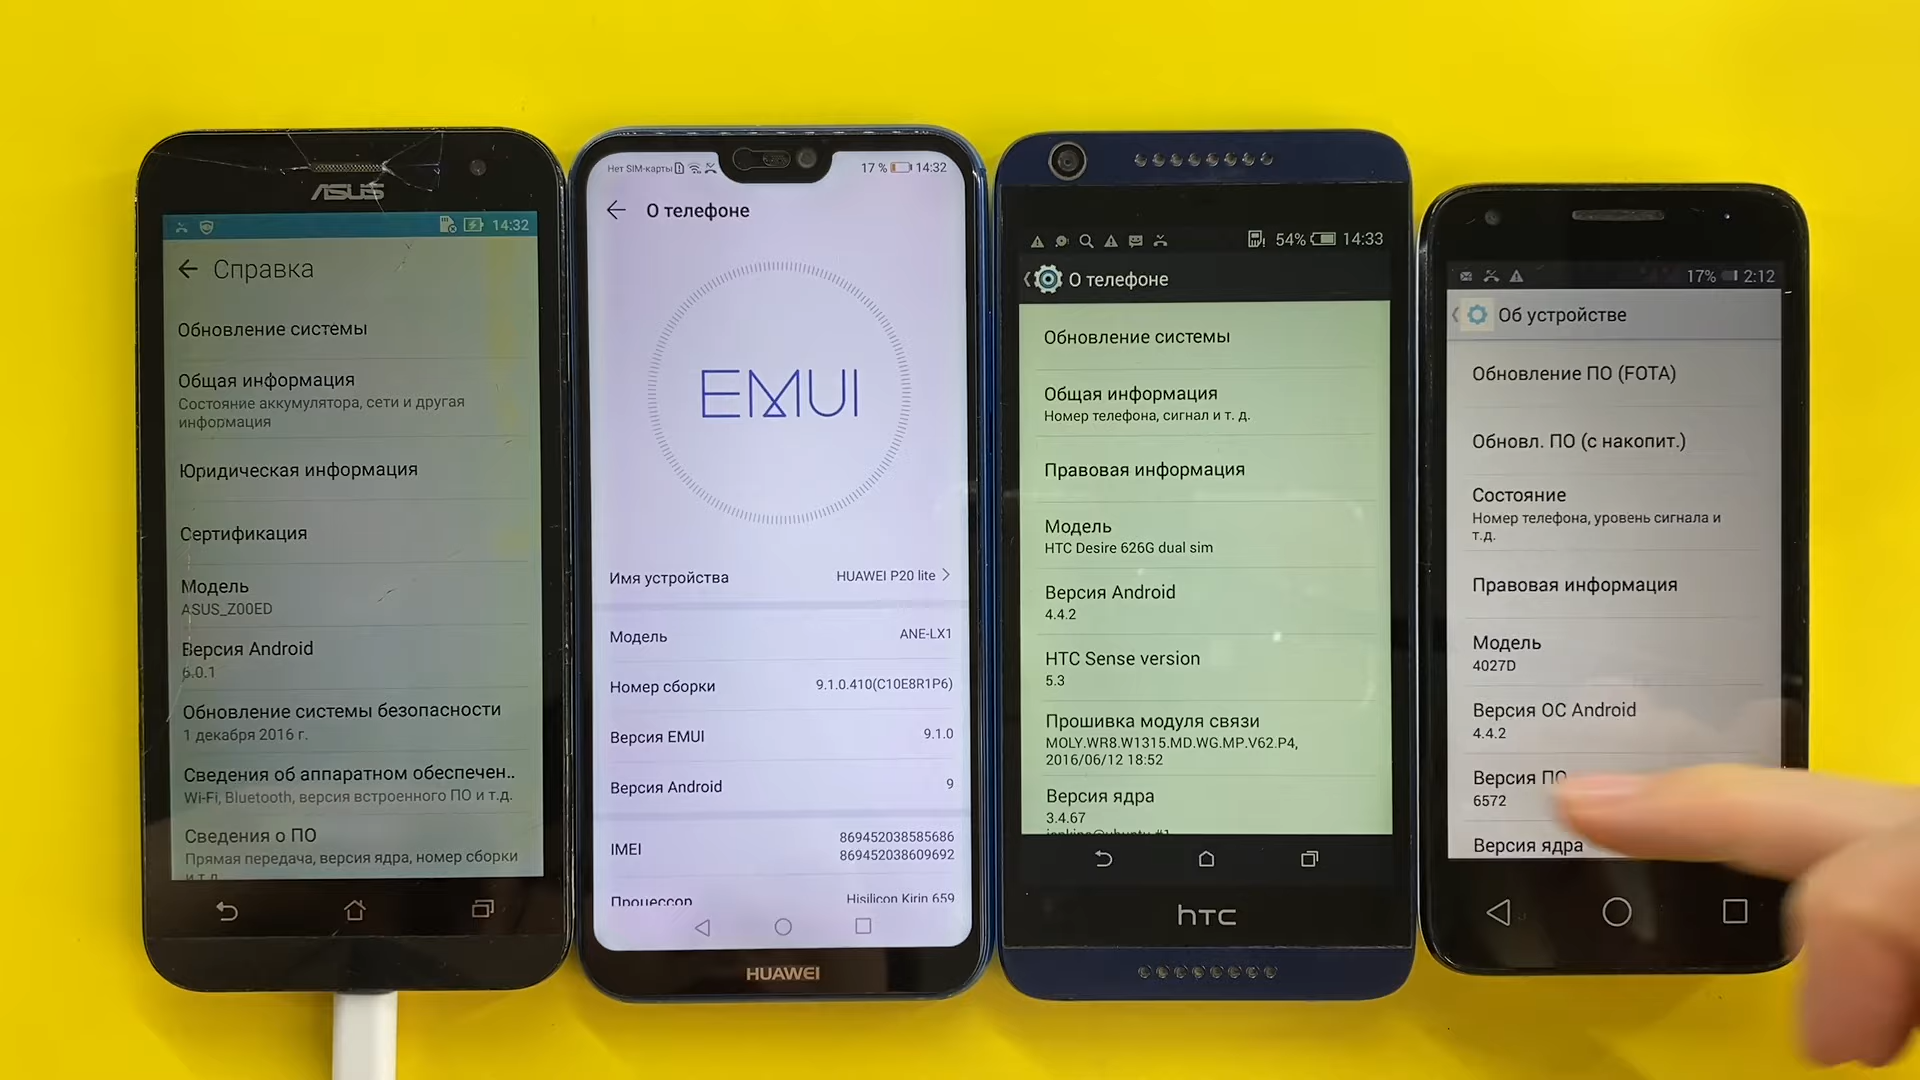 ASUS
14:32
Справка
Обновление системы
Общая информация
Состояние аккумулятора, сети и другая
информация
Юридическая информация
Сертификация
Модель
ASUS_Z00ED
Версия Android
6.0.1
Обновление системы безопасности
1 декабря 2016 г.
Сведения об аппаратном обеспечен..
Wi-Fi, Bluetooth, версия встроенного ПО и т.д.
Сведения о ПО
Прямая передача, версия ядра, номер сборки
и т.д.
Нет SIM-карты
17 % 14:32
О телефоне
EMUI
Имя устройства HUAWEI P20 lite
Модель ANE-LX1
Номер сборки 9.1.0.410(C10E8R1P6)
Версия EMUI 9.1.0
Версия Android 9
IMEI 869452038585686
869452038609692
Процессор Hisilicon Kirin 659
HUAWEI
54% 14:33
О телефоне
Обновление системы
Общая информация
Номер телефона, сигнал и т. д.
Правовая информация
Модель
HTC Desire 626G dual sim
Версия Android
4.4.2
HTC Sense version
5.3
Прошивка модуля связи
MOLY.WR8.W1315.MD.WG.MP.V62.P4,
2016/06/12 18:52
Версия ядра
3.4.67
jenkins@ubuntu #1
hTC
17% 2:12
Об устройстве
Обновление ПО (FOTA)
Обновл. ПО (с накопит.)
Состояние
Номер телефона, уровень сигнала и
т.д.
Правовая информация
Модель
4027D
Версия ОС Android
4.4.2
Версия ПО
6572
Версия ядра